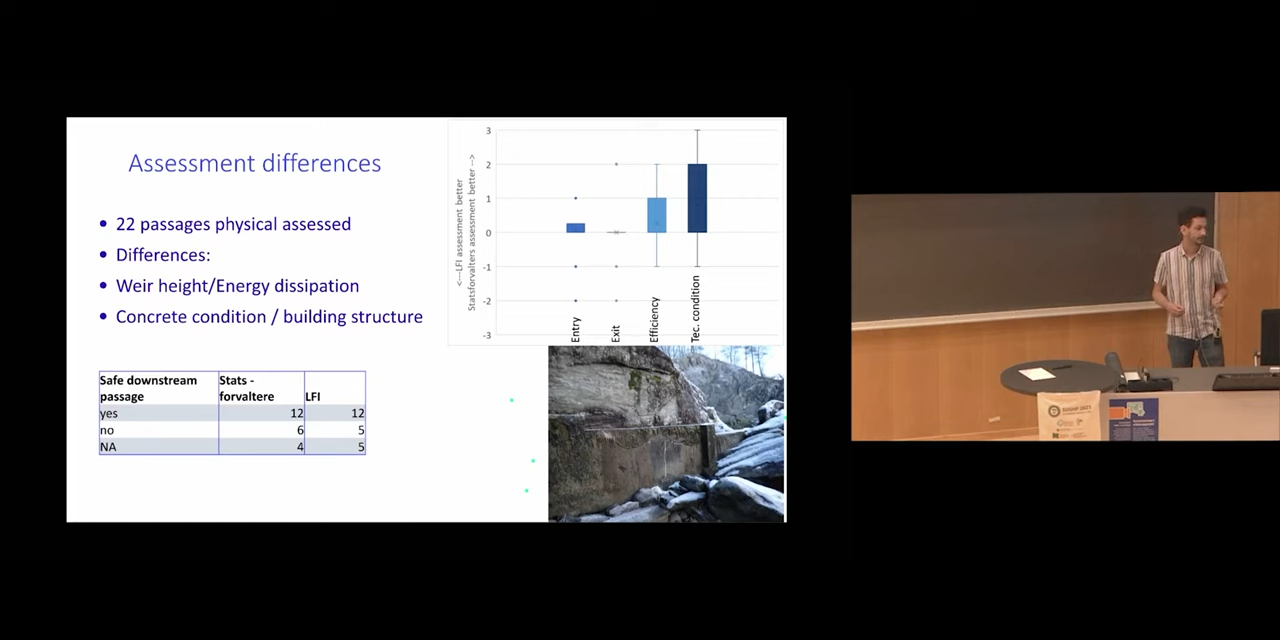 Assessment differences
• 22 passages physical assessed
• Differences:
• Weir height/Energy dissipation
• Concrete condition / building structure
Safe downstream passage Stats - forvaltere LFI
yes 12 12
no 6 5
NA 4 5
<---LFI assessment better
Statsforvalters assessment better -->
3
2
1
0
-1
-2
-3
Entry
Exit
Efficiency
Tec. condition